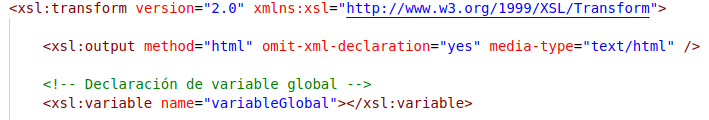 <xsl:transform version="2.0" xmlns:xsl="http://www.w3.org/1999/XSL/Transform">
<xsl:output method="html" omit-xml-declaration="yes" media-type="text/html" />
<!-- Declaración de variable global -->
<xsl:variable name="variableGlobal"></xsl:variable>